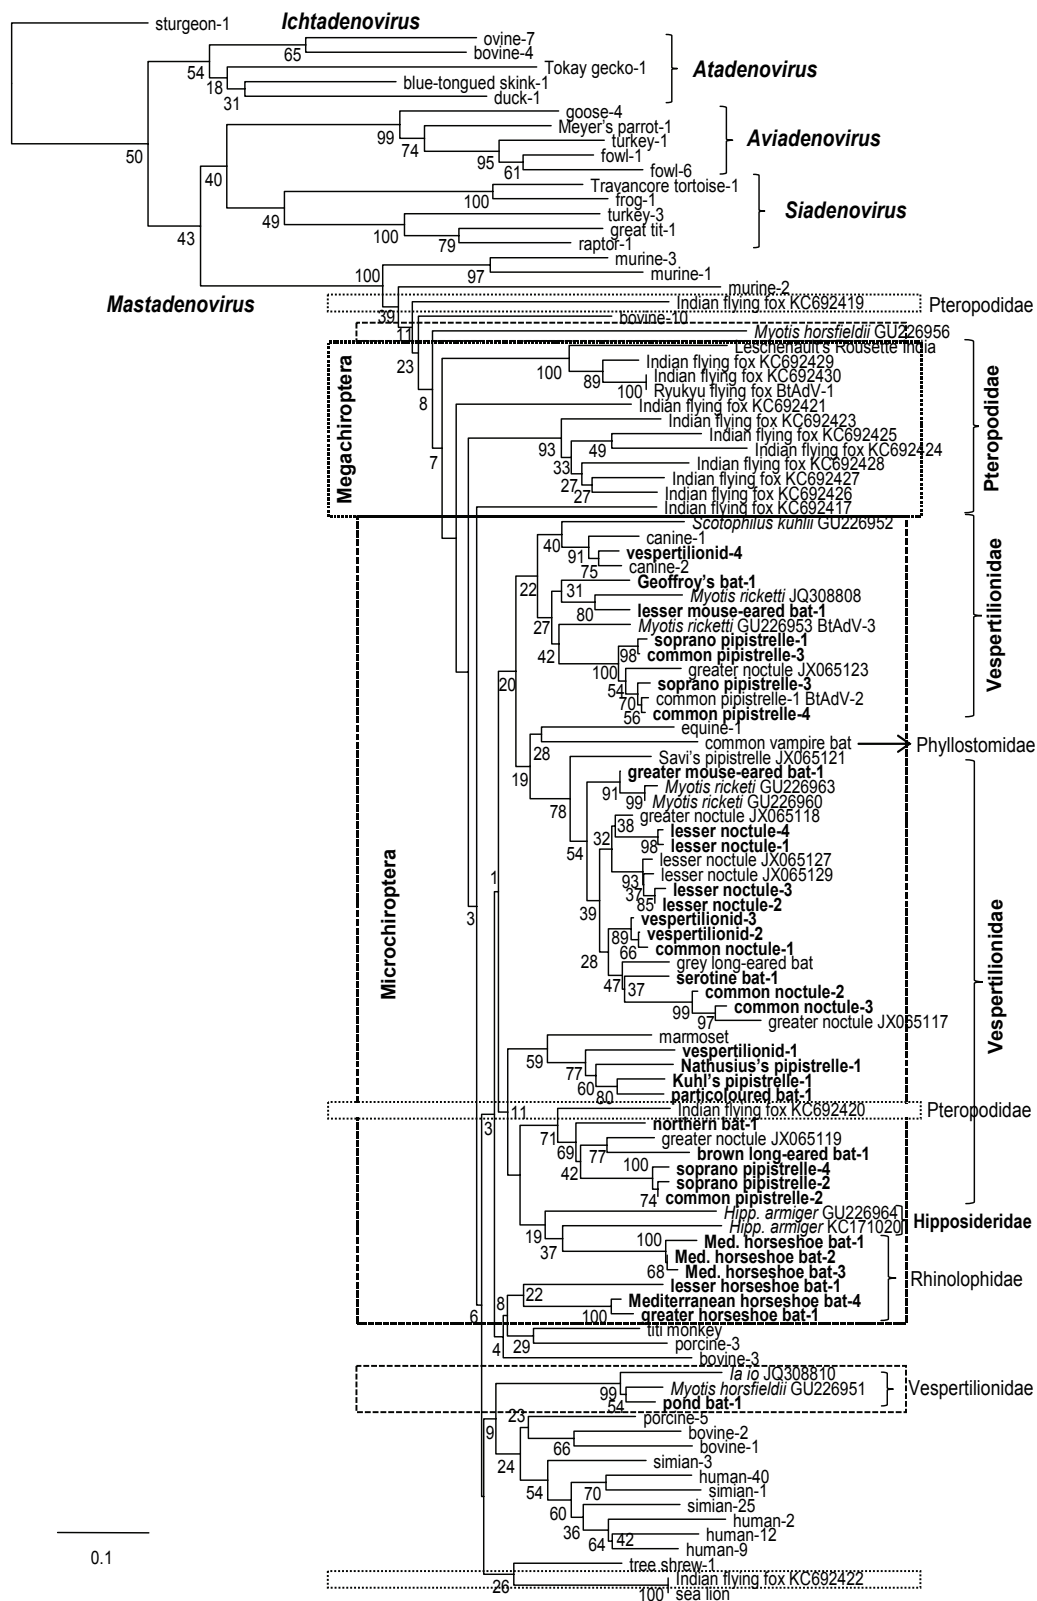 sturgeon-1 Ichtadenovirus
ovine-7
65 bovine-4
54 Tokay gecko-1 Atadenovirus
18 blue-tongued skink-1
31 duck-1
goose-4
99 Meyer's parrot-1
74 turkey-1 Aviadenovirus
50 95 fowl-1
61 fowl-6
40 Travancore tortoise-1
100 frog-1
49 turkey-3 Siadenovirus
100 great tit-1
43 79 raptor-1
murine-3
100 97 murine-1
murine-2
Mastadenovirus Indian flying fox KC692419 Pteropodidae
39 bovine-10
11 Myotis horsfieldii GU226956
Leschenault's Rousette India
23 Indian flying fox KC692429
100 89 Indian flying fox KC692430
100 Ryukyu flying fox BtAdV-1
8 Indian flying fox KC692421
Indian flying fox KC692423
Megachiroptera Pteropodidae
93 Indian flying fox KC692425
49 Indian flying fox KC692424
7 33 Indian flying fox KC692428
27 Indian flying fox KC692427
27 Indian flying fox KC692426
Indian flying fox KC692417
Scotophilus kuhlii GU226952
40 canine-1
91 vespertilionid-4
75 canine-2
22 Geoffroy's bat-1
31 Myotis ricketti JQ308808
80 lesser mouse-eared bat-1
27 Myotis ricketti GU226953 BtAdV-3
Vespertilionidae
42 soprano pipistrelle-1
98 common pipistrelle-3
100 greater noctule JX065123
20 54 soprano pipistrelle-3
70 common pipistrelle-1 BtAdV-2
56 common pipistrelle-4
equine-1
28 common vampire bat Phyllostomidae
19 Savi's pipistrelle JX065121
greater mouse-eared bat-1
91 Myotis ricketi GU226963
99 Myotis ricketi GU226960
78 greater noctule JX065118
38 lesser noctule-4
32 98 lesser noctule-1
54 lesser noctule JX065127
lesser noctule JX065129
Microchiroptera
1 93 37 lesser noctule-3
85 lesser noctule-2
39 vespertilionid-3
3 89 vespertilionid-2
66 common noctule-1
28 grey long-eared bat
47 37 serotine bat-1
common noctule-2
Vespertilionidae
99 common noctule-3
97 greater noctule JX065117
marmoset
59 vespertilionid-1
77 Nathusius's pipistrelle-1
60 Kuhl's pipistrelle-1
80 particoloured bat-1
3 11 Indian flying fox KC692420 Pteropodidae
northern bat-1
71 greater noctule JX065119
69 77 brown long-eared bat-1
42 100 soprano pipistrelle-4
soprano pipistrelle-2
74 common pipistrelle-2
Hipp. armiger GU226964 Hipposideridae
19 Hipp. armiger KC171020
37 100 Med. horseshoe bat-1
Med. horseshoe bat-2
68 Med. horseshoe bat-3 Rhinolophidae
lesser horseshoe bat-1
8 22 Mediterranean horseshoe bat-4
6 100 greater horseshoe bat-1
titi monkey
4 29 porcine-3
bovine-3
Ia io JQ308810
99 Myotis horsfieldii GU226951 Vespertilionidae
54 pond bat-1
23 porcine-5
9 bovine-2
66 bovine-1
24 simian-3
human-40
54 70 simian-1
60 simian-25
36 human-2
64 42 human-12
human-9
0.1 tree shrew-1
26 Indian flying fox KC692422
100 sea lion